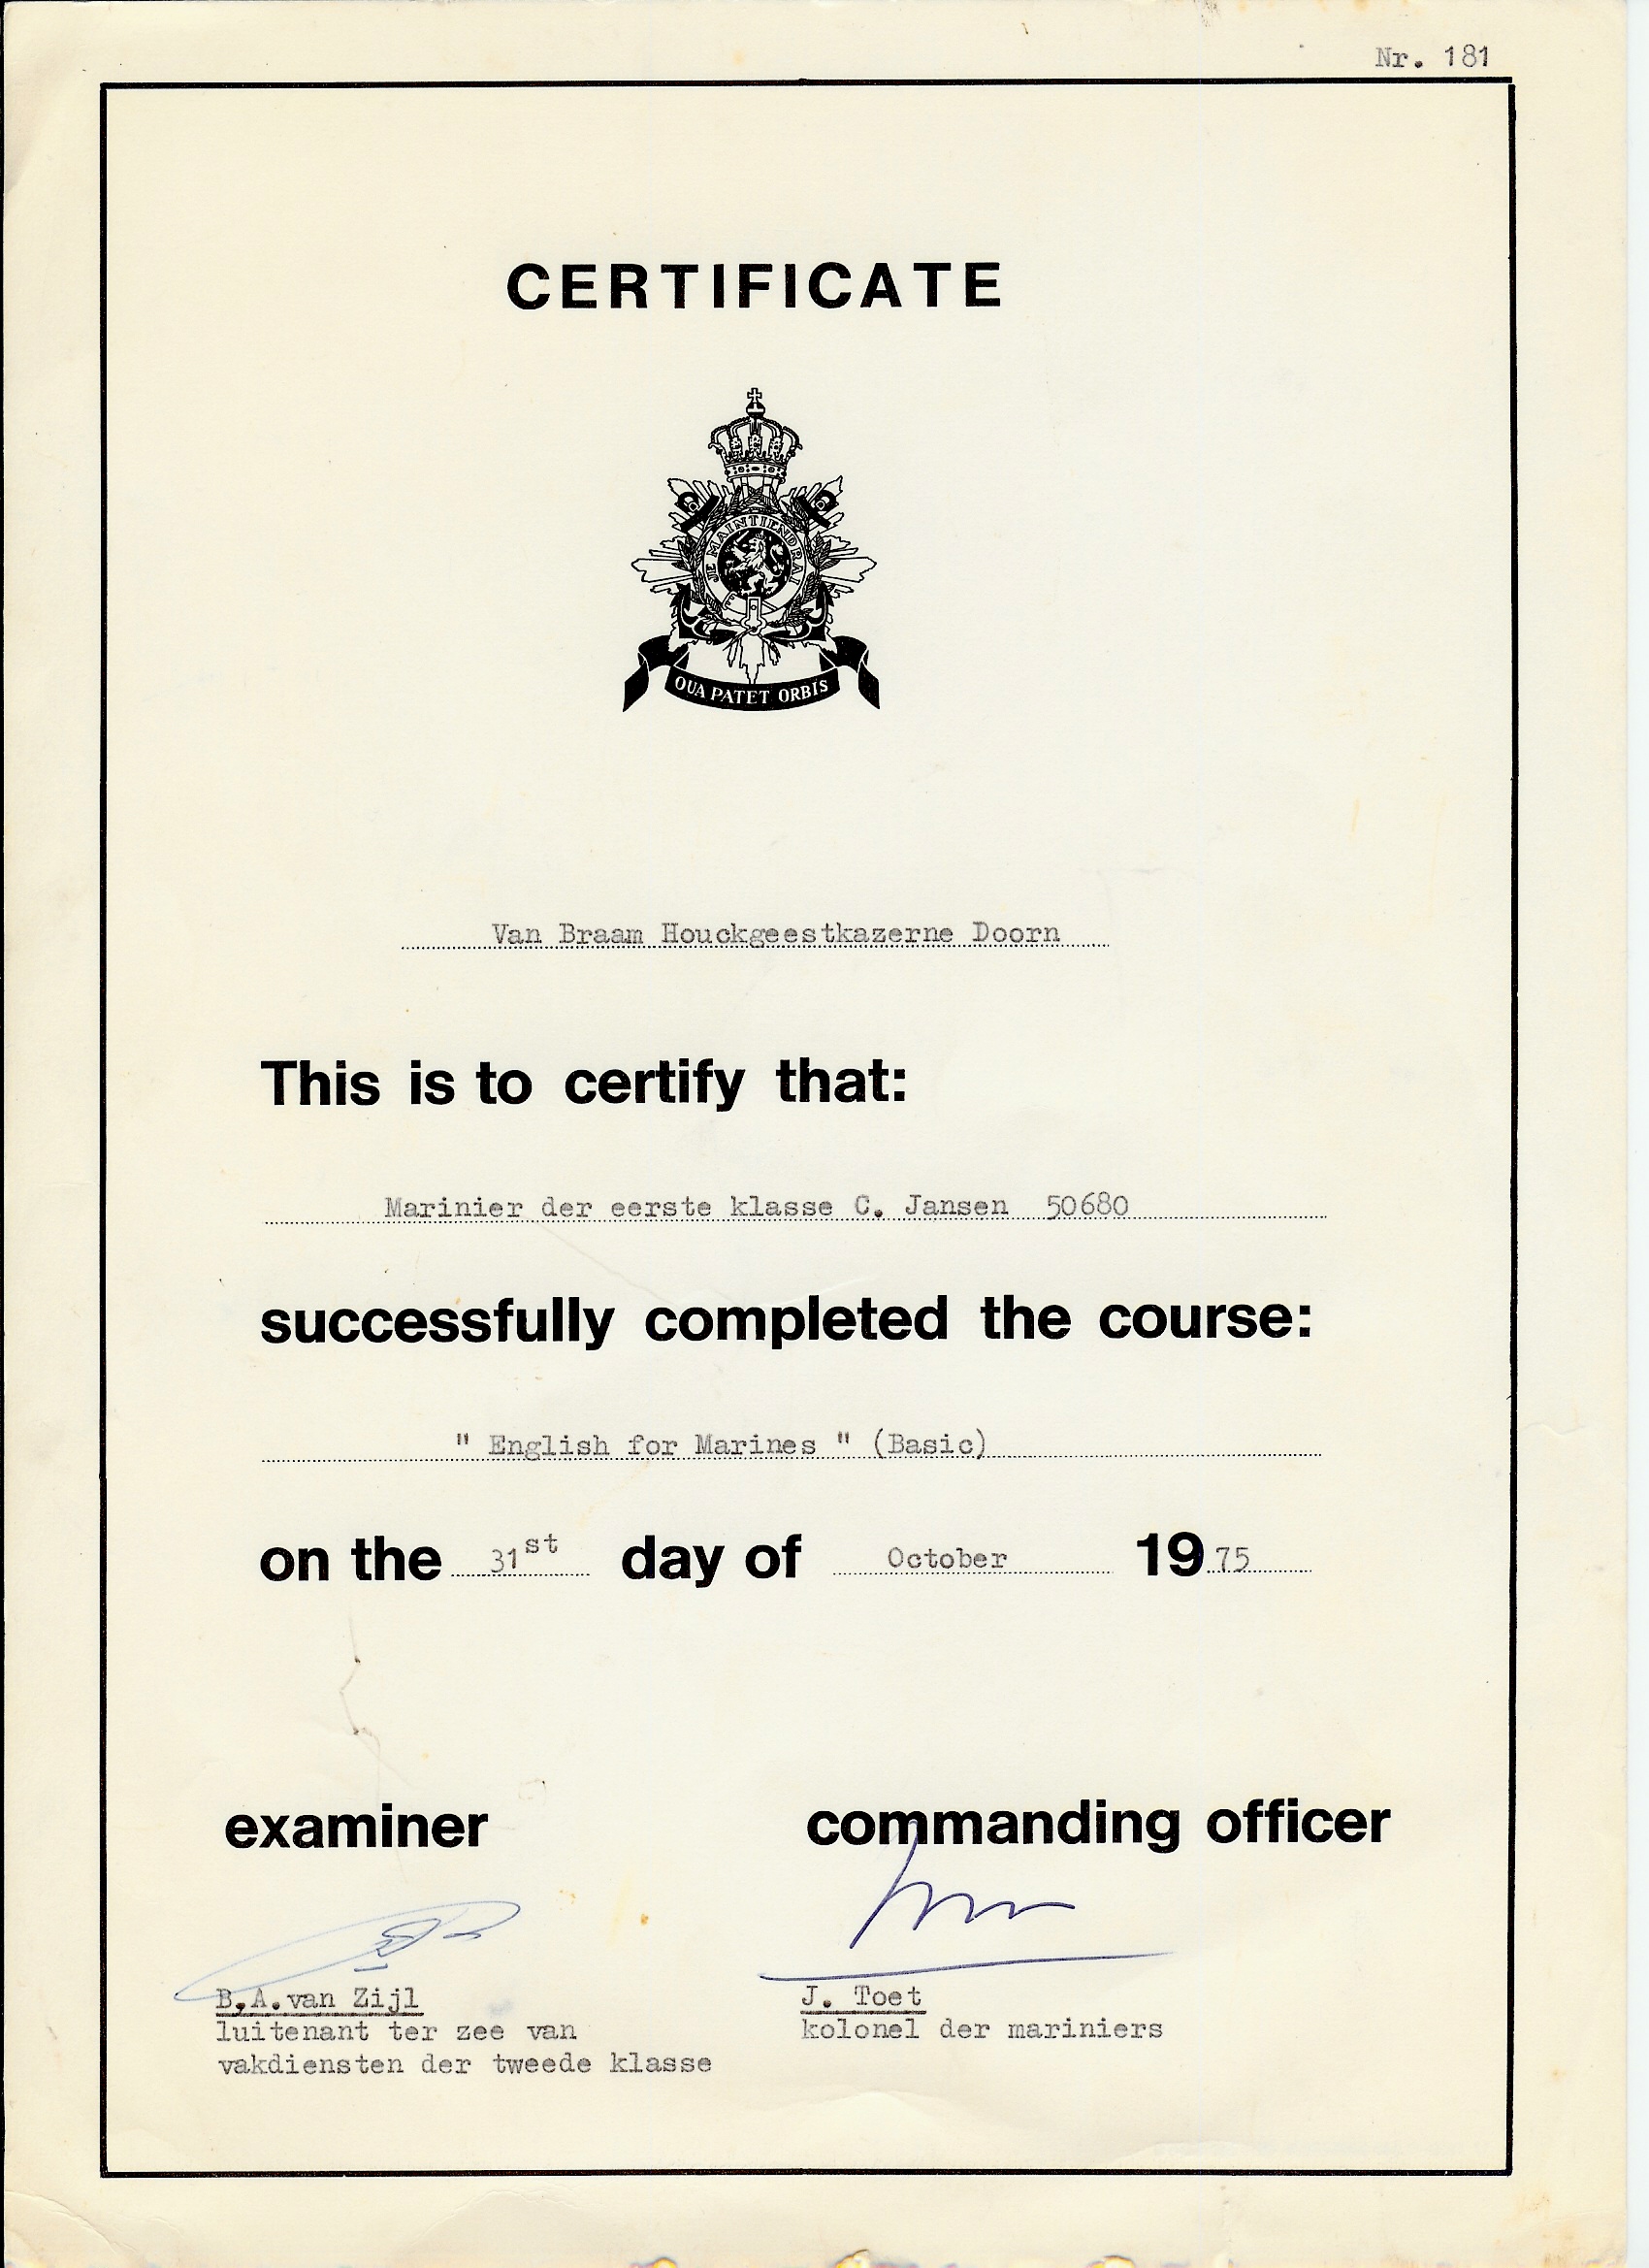 Nr. 181
CERTIFICATE
JE MAINTIENDRAI
QUA PATET ORBIS
Van Braam Houckgeestkazerne Doorn
This is to certify that:
Marinier der eerste klasse C. Jansen 50680
successfully completed the course:
" English for Marines " (Basic)
on the 31st day of October 1975
examiner commanding officer
B,A.van Zijl J. Toet
luitenant ter zee van kolonel der mariniers
vakdiensten der tweede klasse